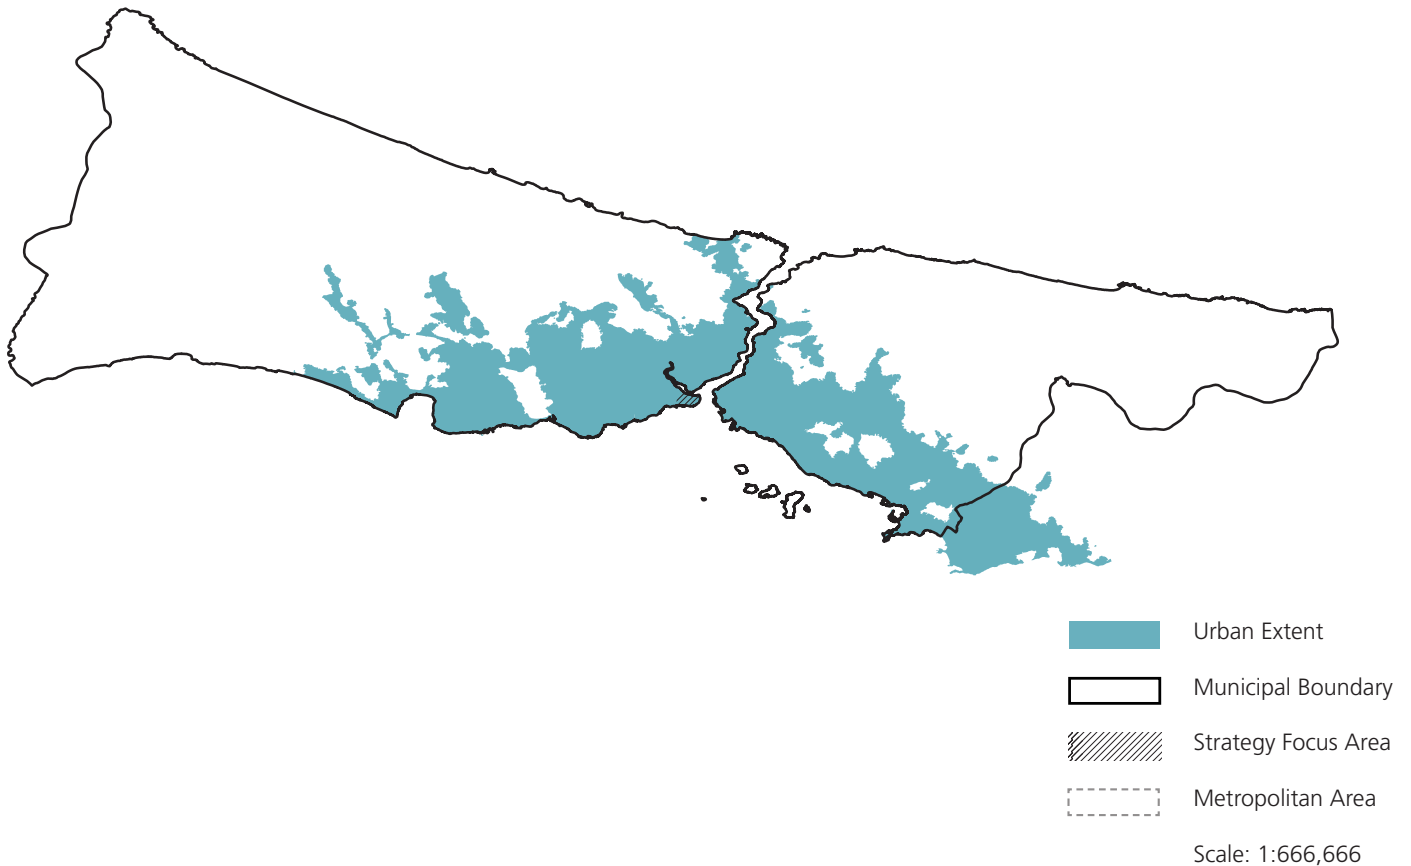 Urban Extent
Municipal Boundary
Strategy Focus Area
Metropolitan Area
Scale: 1:666,666